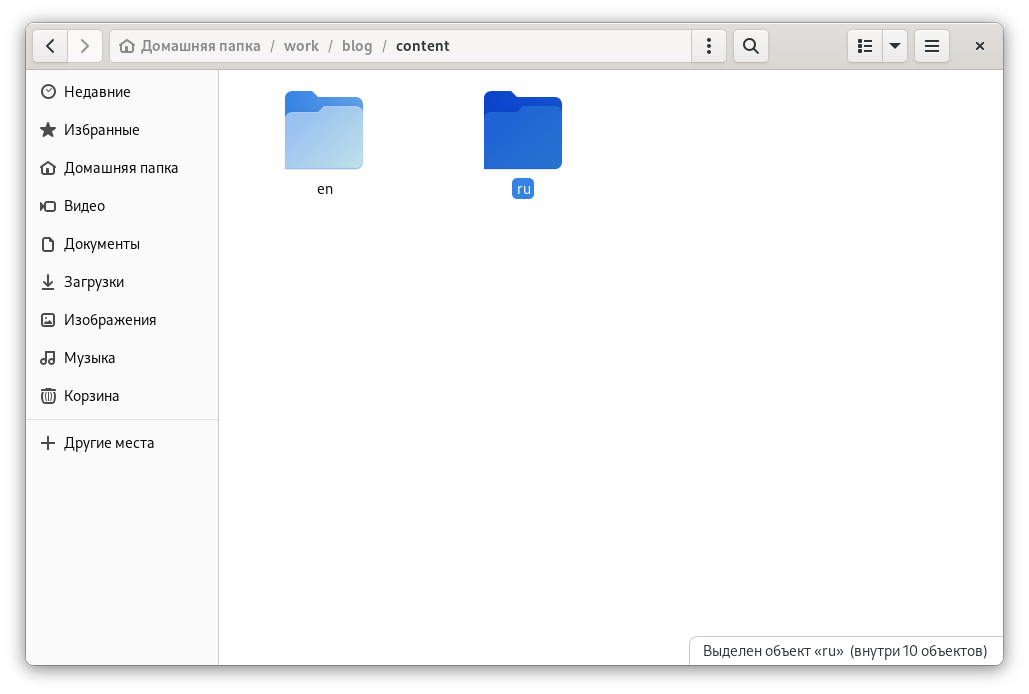 Домашняя папка / work / blog / content
Недавние
Избранные
Домашняя папка
Видео
Документы
Загрузки
Изображения
Музыка
Корзина
Другие места
en
ru
Выделен объект «ru» (внутри 10 объектов)